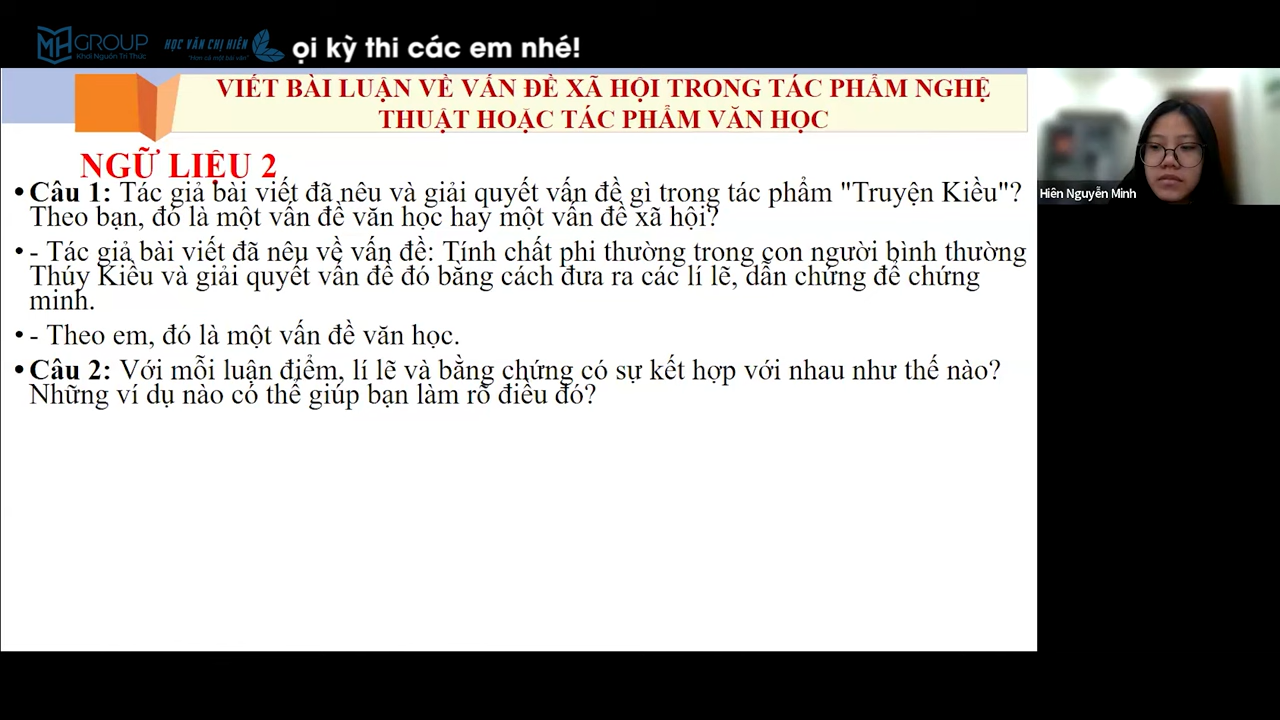 MH GROUP
Khơi Nguồn Tri Thức
HỌC VĂN CHỊ HIÊN
"Hơn cả một bài văn"
ọi kỳ thi các em nhé!
VIẾT BÀI LUẬN VỀ VẤN ĐỀ XÃ HỘI TRONG TÁC PHẨM NGHỆ
THUẬT HOẶC TÁC PHẨM VĂN HỌC
NGỮ LIỆU 2
• Câu 1: Tác giả bài viết đã nêu và giải quyết vấn đề gì trong tác phẩm "Truyện Kiều"?
Theo bạn, đó là một vấn đề văn học hay một vấn đề xã hội?
• - Tác giả bài viết đã nêu về vấn đề: Tính chất phi thường trong con người bình thường
Thúy Kiều và giải quyết vấn đề đó bằng cách đưa ra các lí lẽ, dẫn chứng để chứng
minh.
• - Theo em, đó là một vấn đề văn học.
• Câu 2: Với mỗi luận điểm, lí lẽ và bằng chứng có sự kết hợp với nhau như thế nào?
Những ví dụ nào có thể giúp bạn làm rõ điều đó?
Hiên Nguyễn Minh